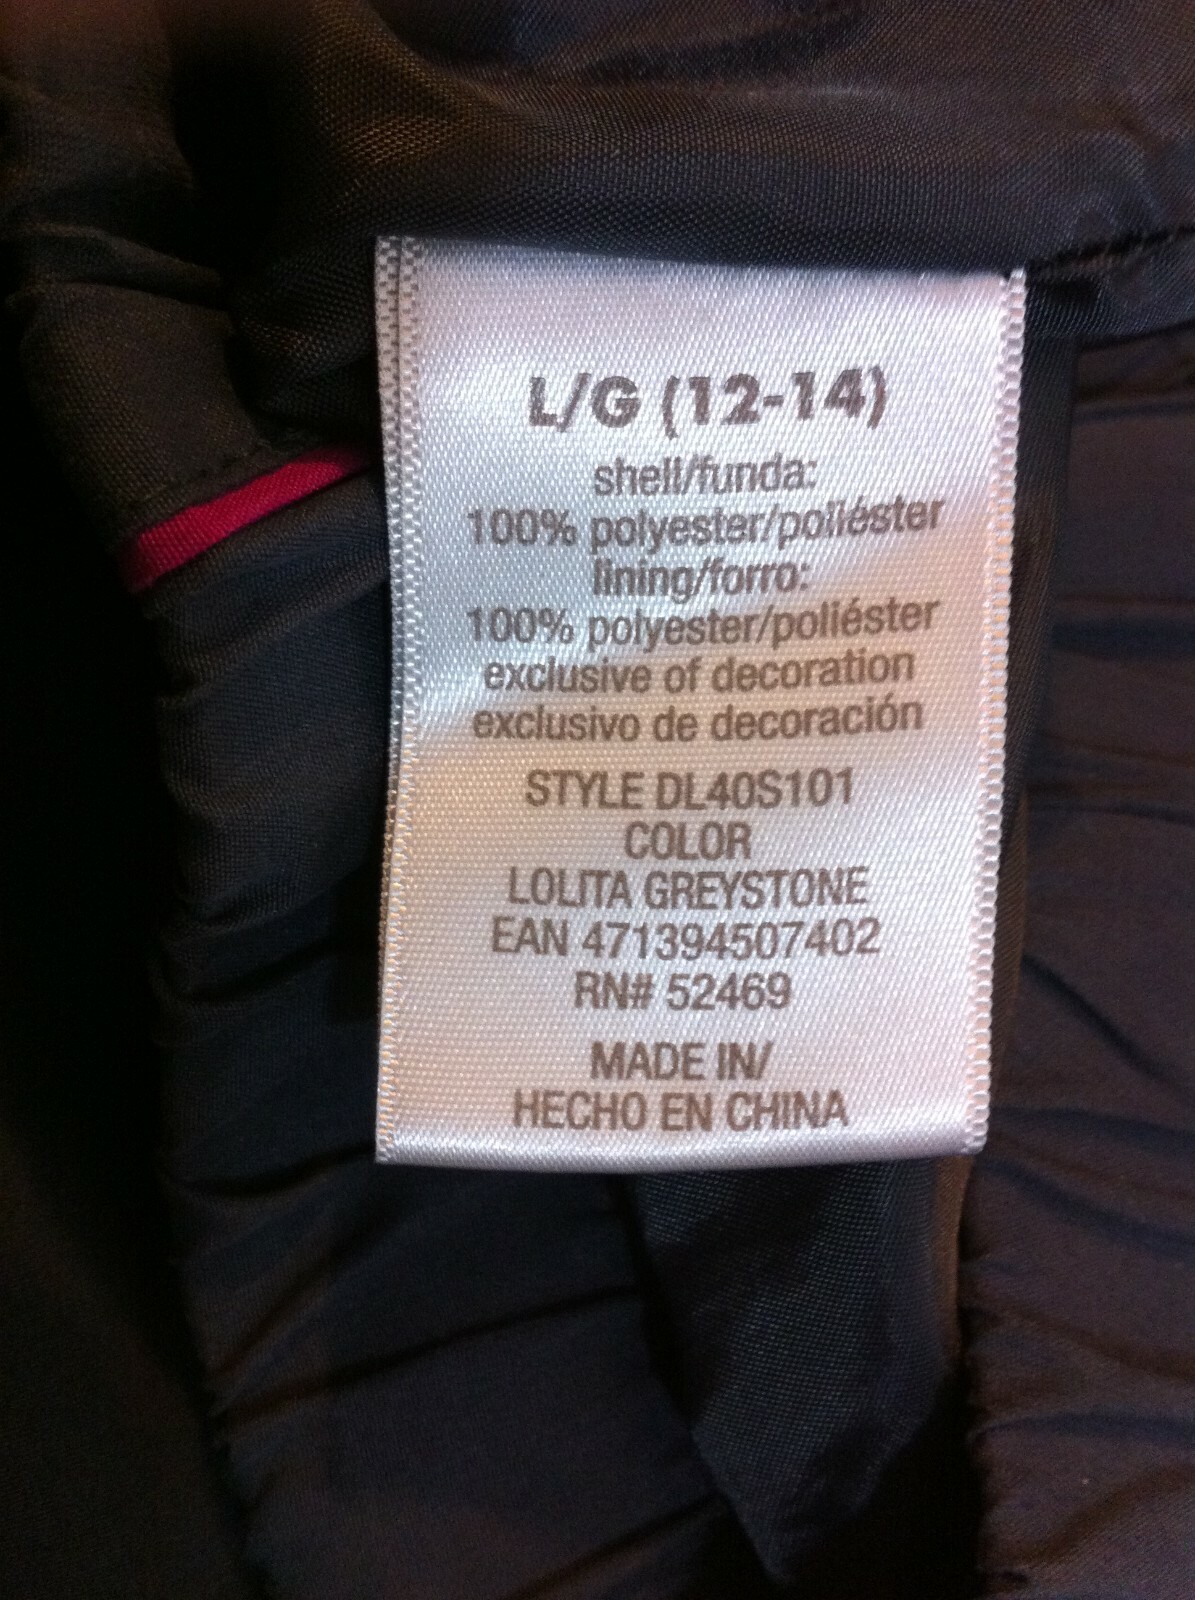 L/G (12-14)
shell/funda:
100% polyester/poliéster
lining/forro:
100% polyester/poliéster
exclusive of decoration
exclusivo de decoración
STYLE DL40S101
COLOR
LOLITA GREYSTONE
EAN 471394507402
RN# 52469
MADE IN/
HECHO EN CHINA